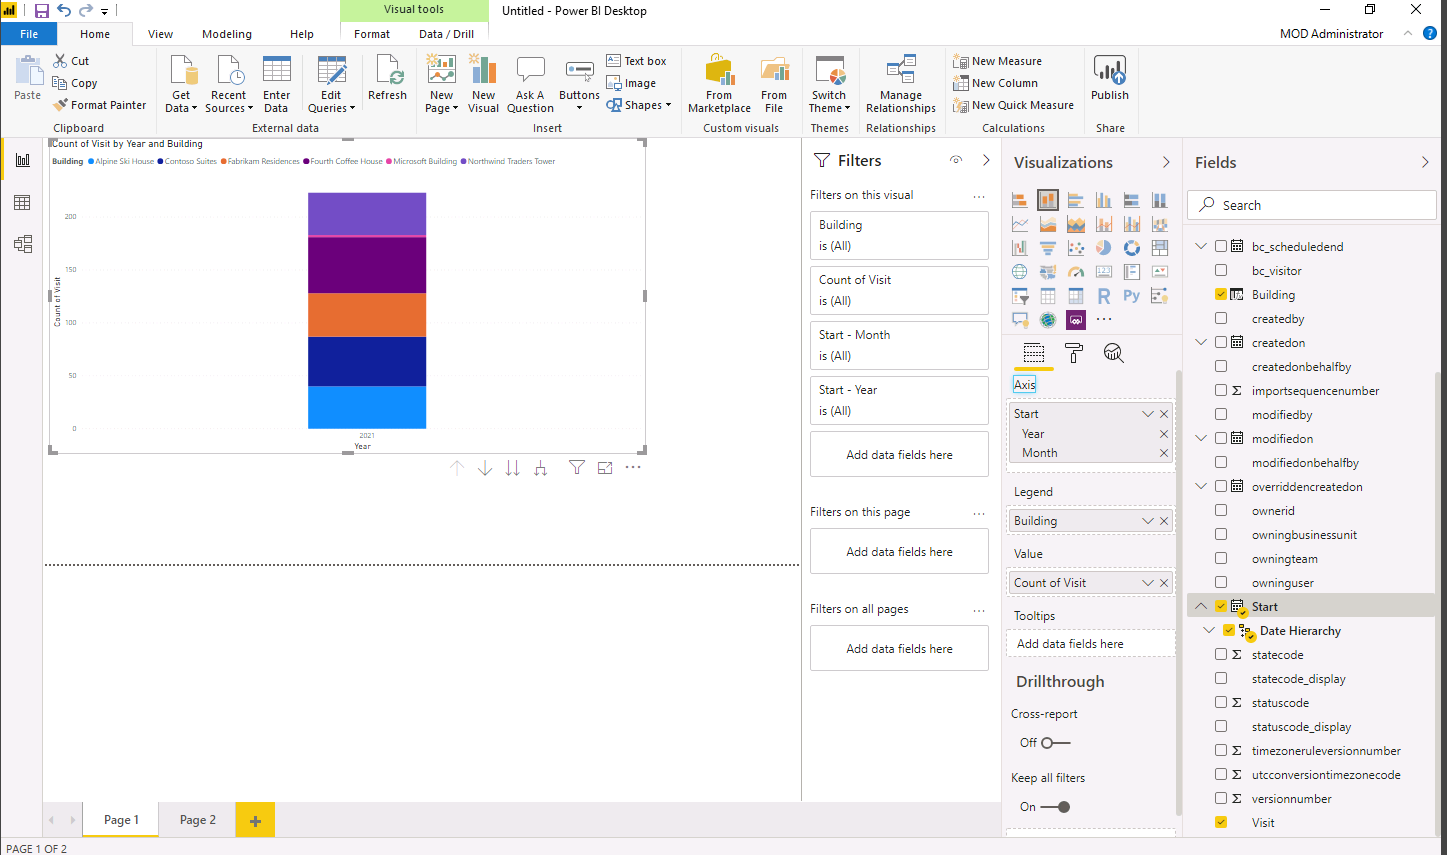 Visual tools
Untitled - Power BI Desktop
File
Home
View
Modeling
Help
Format
Data / Drill
MOD Administrator
?
Paste
Cut
Copy
Format Painter
Clipboard
Get Data
Recent Sources
Enter Data
Edit Queries
Refresh
External data
New Page
New Visual
Ask A Question
Buttons
Text box
Image
Shapes
Insert
From Marketplace
From File
Custom visuals
Switch Theme
Themes
Manage Relationships
Relationships
New Measure
New Column
New Quick Measure
Calculations
Publish
Share
Count of Visit by Year and Building
Building Alpine Ski House Contoso Suites Fabrikam Residences Fourth Coffee House Microsoft Building Northwind Traders Tower
200
150
100
50
0
Count of Visit
2021
Year
Filters
Filters on this visual
...
Building
is (All)
Count of Visit
is (All)
Start - Month
is (All)
Start - Year
is (All)
Add data fields here
Filters on this page
...
Add data fields here
Filters on all pages
...
Add data fields here
Visualizations
123
R
Py
...
Axis
Start
Year
Month
Legend
Building
Value
Count of Visit
Tooltips
Add data fields here
Drillthrough
Cross-report
Off
Keep all filters
On
Fields
Search
bc_scheduledend
bc_visitor
Building
createdby
createdon
createdonbehalfby
Σ importsequencenumber
modifiedby
modifiedon
modifiedonbehalfby
overriddencreatedon
ownerid
owningbusinessunit
owningteam
owninguser
Start
Date Hierarchy
Σ statecode
statecode_display
Σ statuscode
statuscode_display
Σ timezoneruleversionnumber
Σ utcconversiontimezonecode
Σ versionnumber
Visit
Page 1
Page 2
+
PAGE 1 OF 2